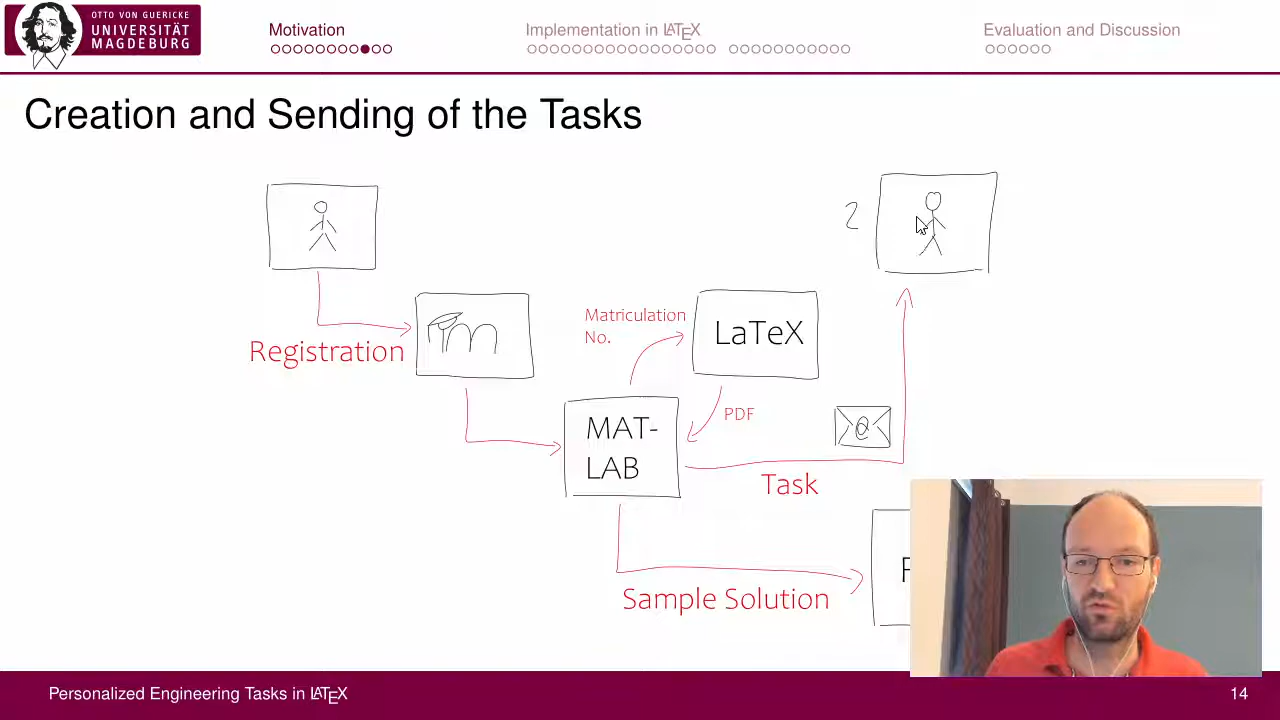 OTTO VON GUERICKE
UNIVERSITÄT
MAGDEBURG
Motivation
Implementation in LATEX
Evaluation and Discussion
Creation and Sending of the Tasks
2
Matriculation
No.
LaTeX
Registration
m
PDF
MAT-
LAB
@
Task
Sample Solution
Personalized Engineering Tasks in LATEX
14